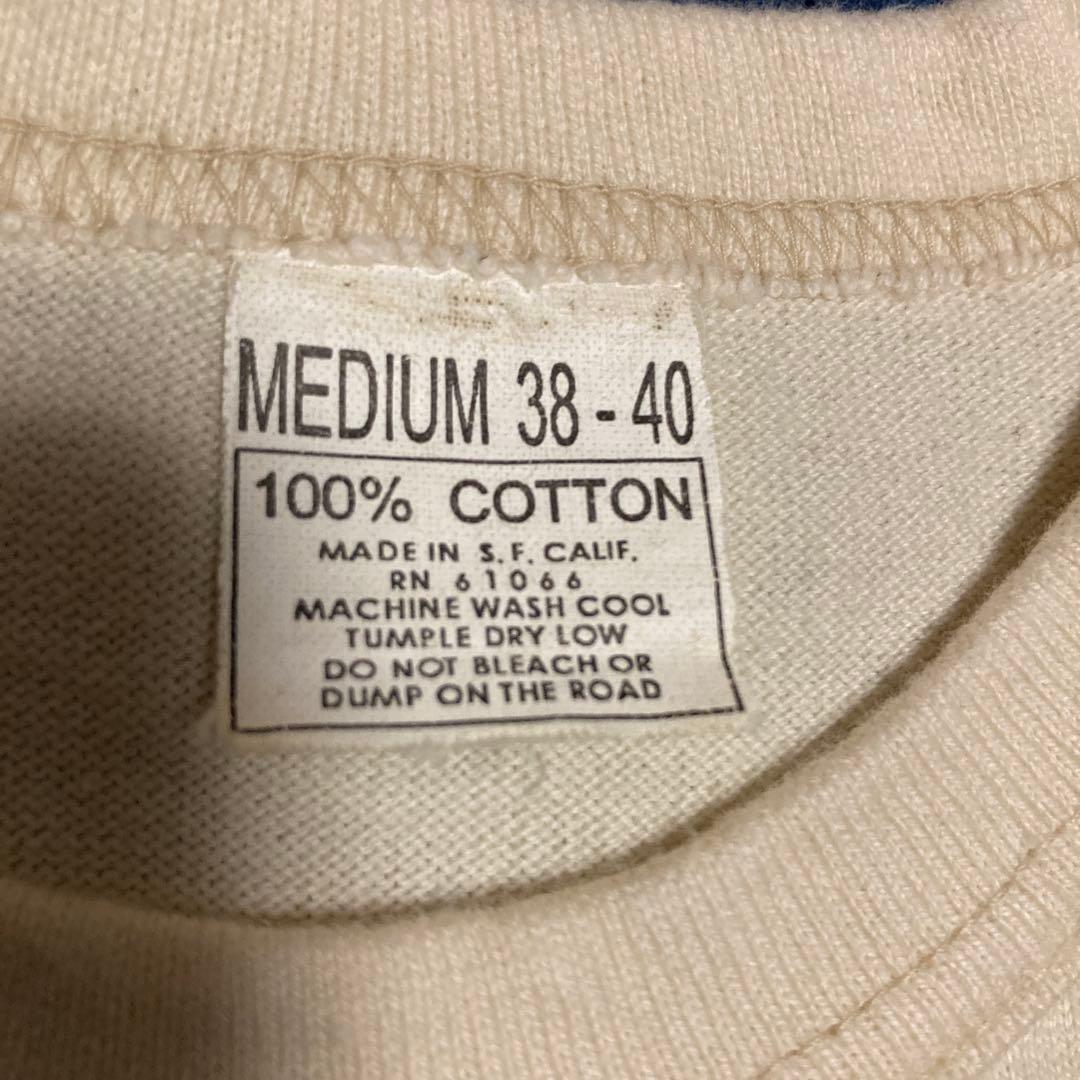 MEDIUM 38 - 40
100% COTTON
MADE IN S.F. CALIF.
RN 61066
MACHINE WASH COOL
TUMPLE DRY LOW
DO NOT BLEACH OR
DUMP ON THE ROAD